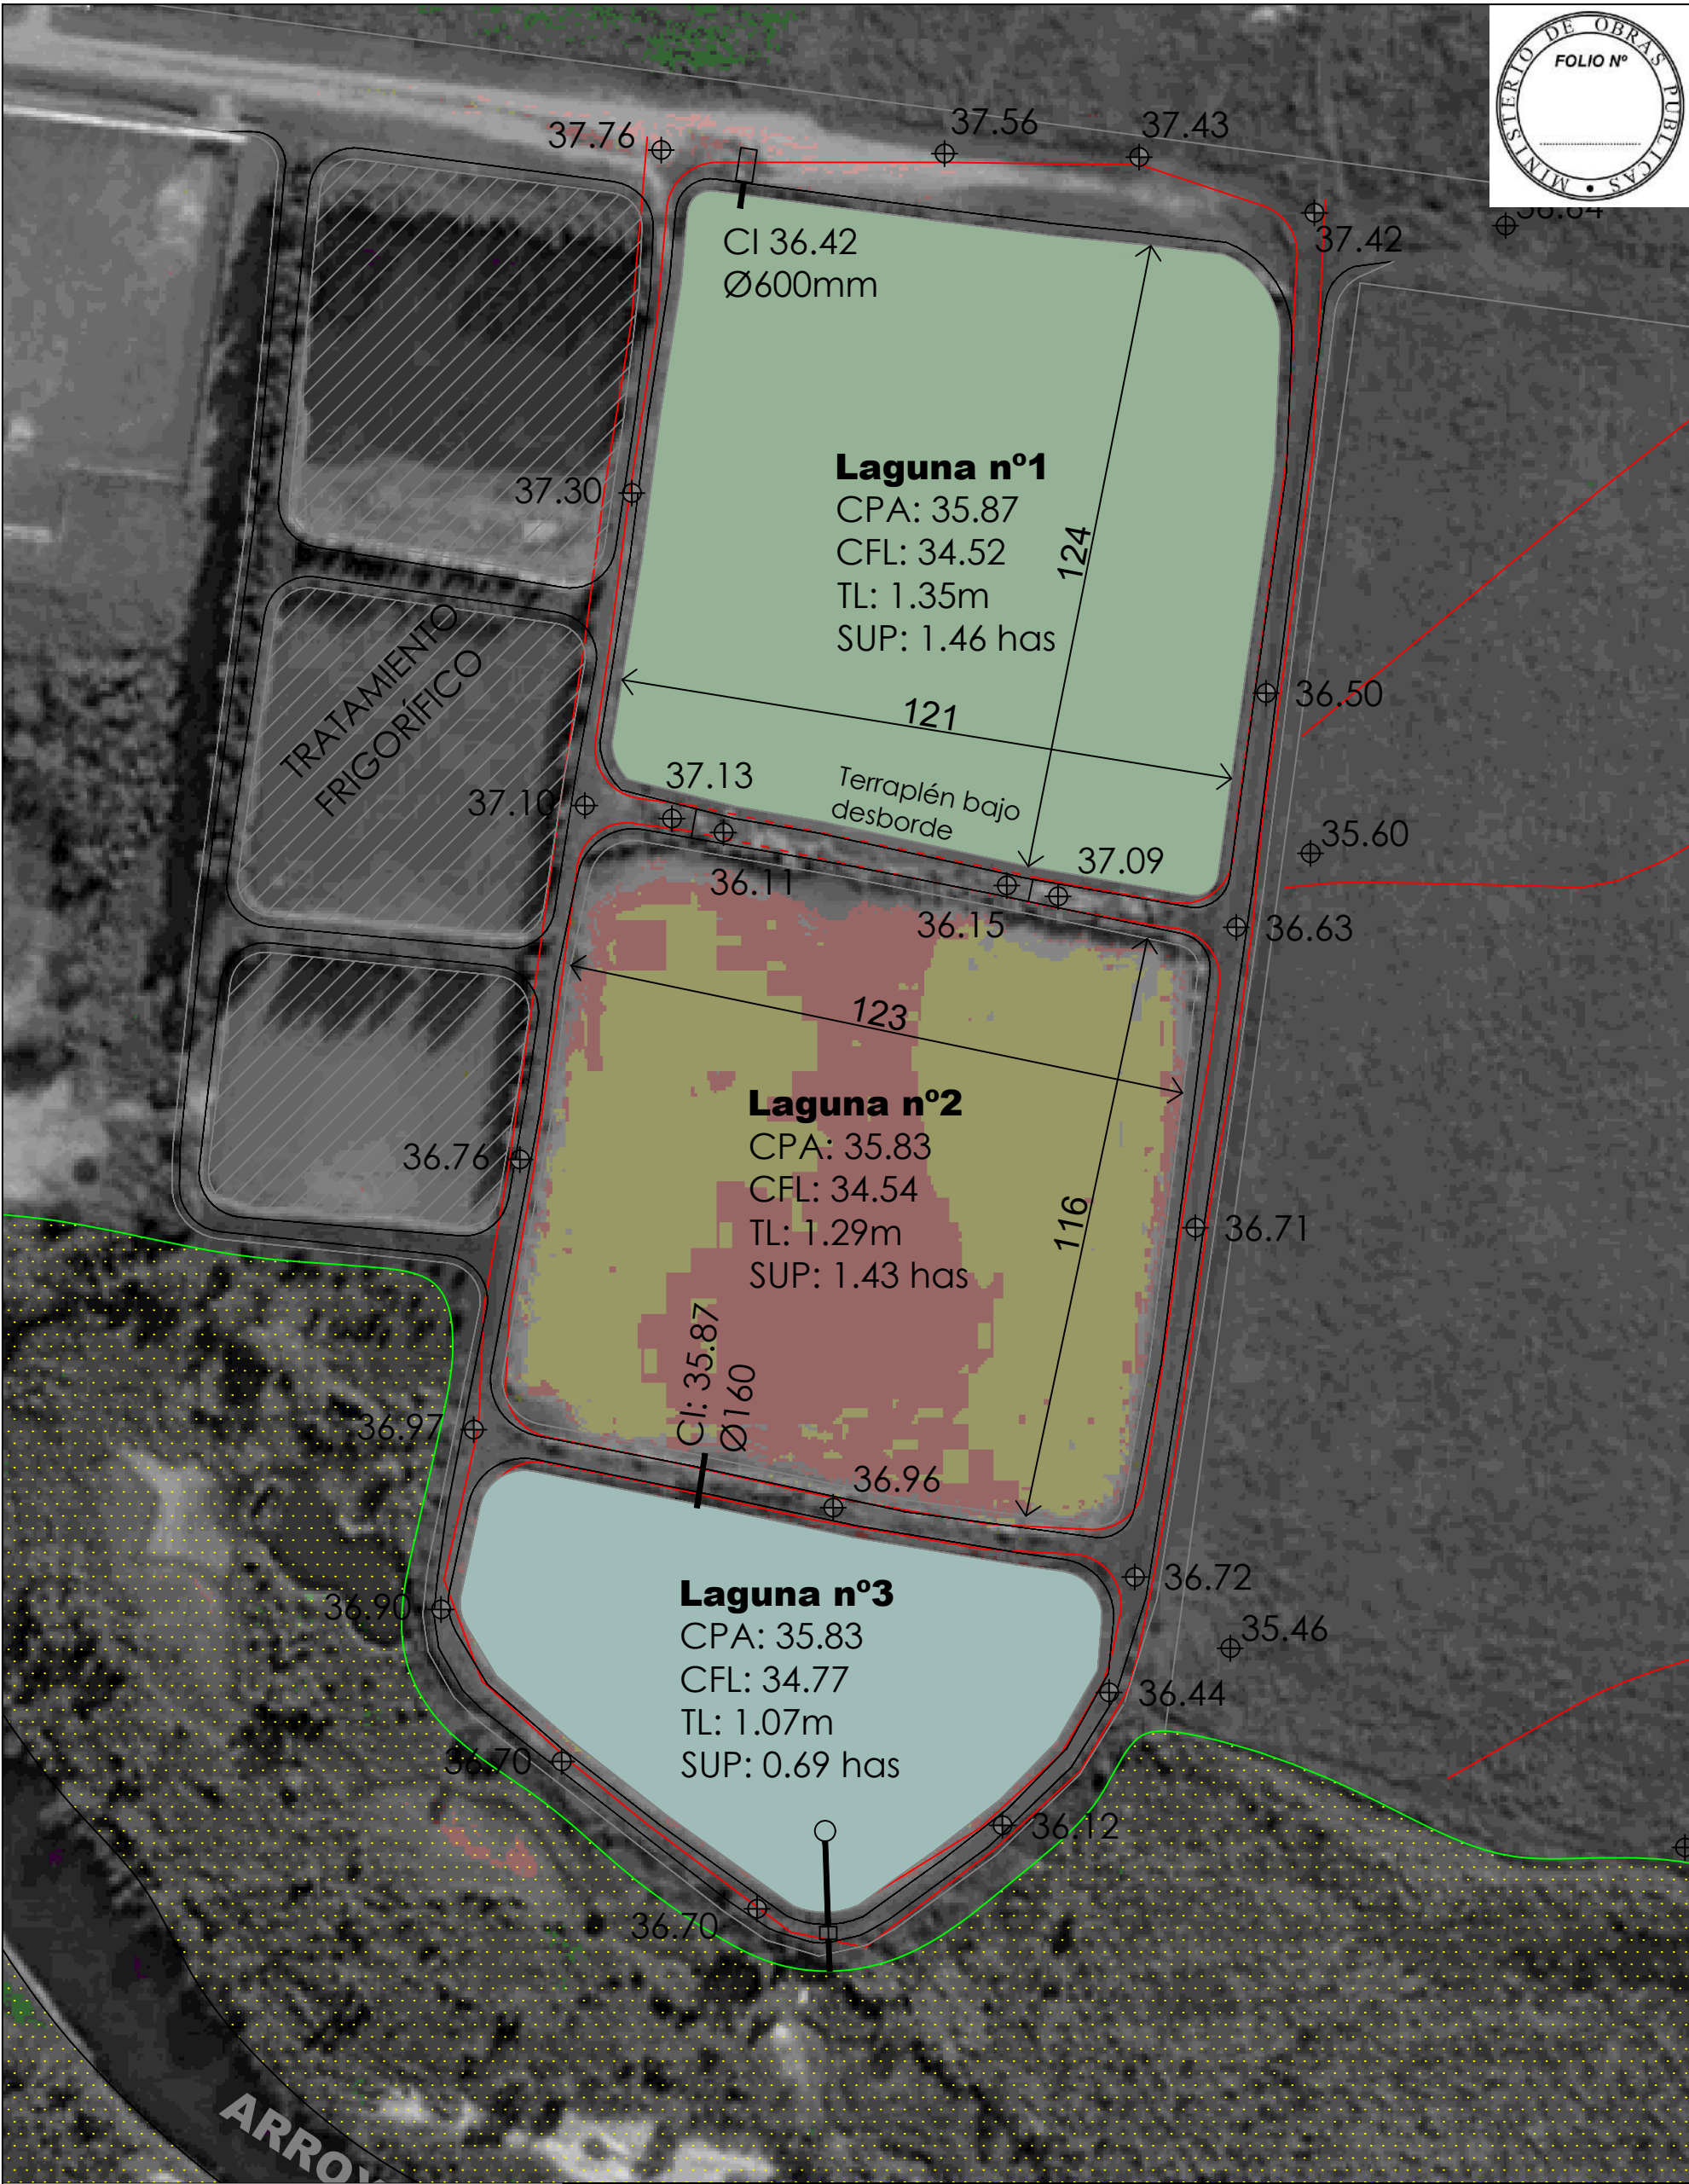 MINISTERIO DE OBRAS PUBLICAS
FOLIO Nº
37.76
37.56
37.43
37.42
CI 36.42
Ø600mm
Laguna nº1
CPA: 35.87
CFL: 34.52
TL: 1.35m
SUP: 1.46 has
124
121
37.30
36.50
TRATAMIENTO
FRIGORÍFICO
37.10
37.13
Terraplén bajo
desborde
36.11
36.15
37.09
35.60
36.63
123
Laguna nº2
CPA: 35.83
CFL: 34.54
TL: 1.29m
SUP: 1.43 has
116
36.76
36.71
CI: 35.87
Ø160
36.97
36.96
36.72
Laguna nº3
CPA: 35.83
CFL: 34.77
TL: 1.07m
SUP: 0.69 has
36.90
35.46
36.44
36.70
36.12
36.70